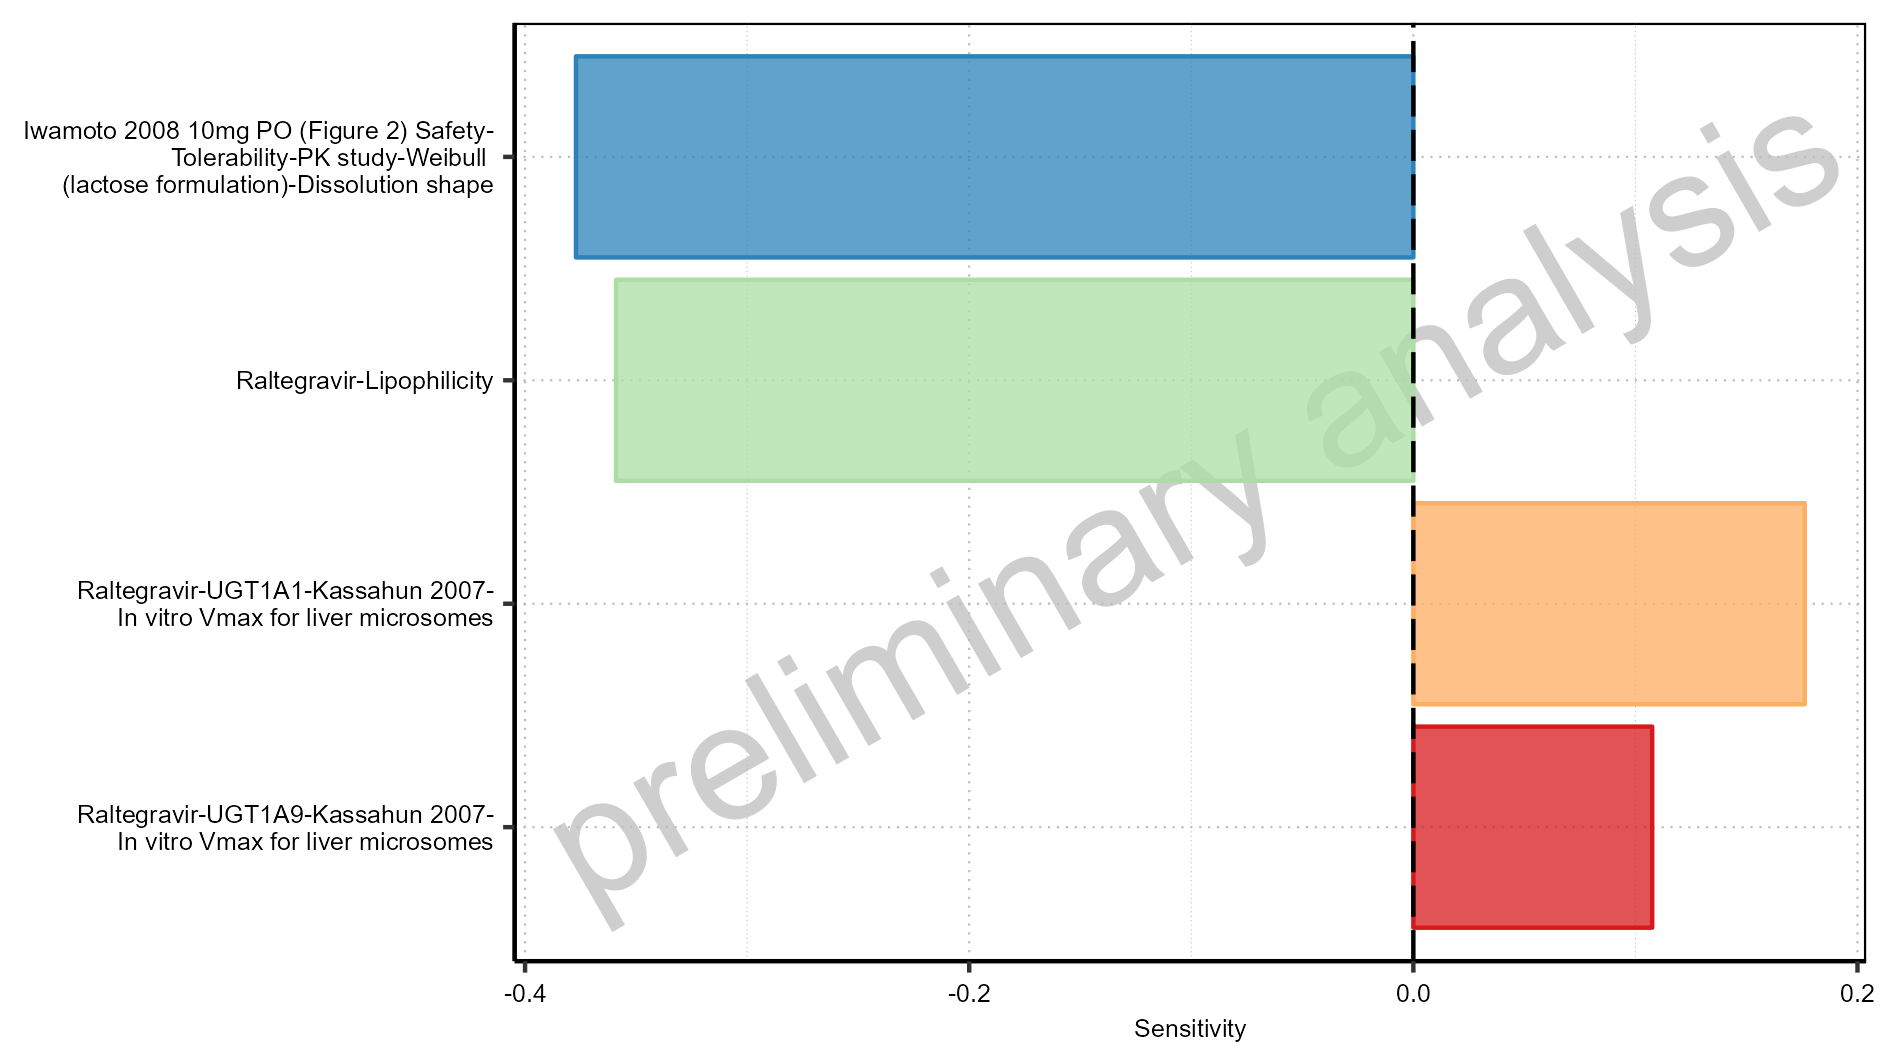 Iwamoto 2008 10mg PO (Figure 2) Safety-
Tolerability-PK study-Weibull
(lactose formulation)-Dissolution shape
Raltegravir-Lipophilicity
Raltegravir-UGT1A1-Kassahun 2007-
In vitro Vmax for liver microsomes
Raltegravir-UGT1A9-Kassahun 2007-
In vitro Vmax for liver microsomes
preliminary analysis
-0.4
-0.2
0.0
0.2
Sensitivity